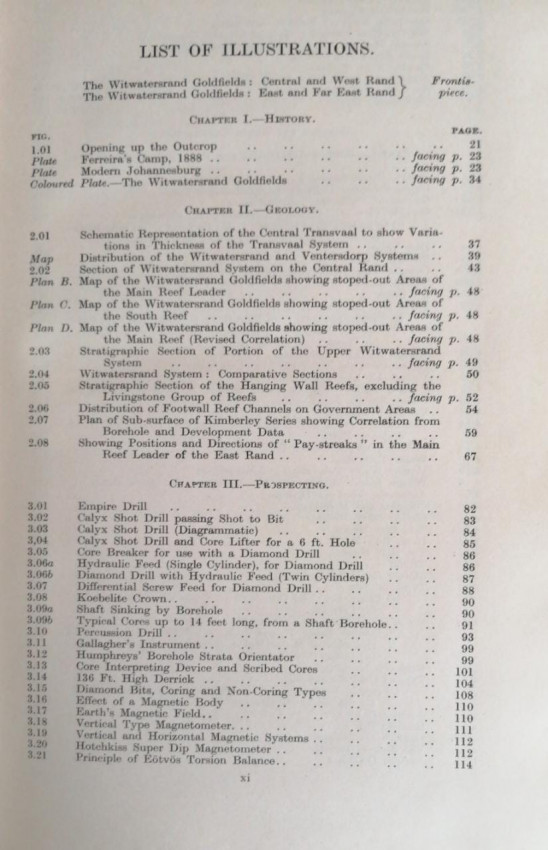 LIST OF ILLUSTRATIONS.
The Witwatersrand Goldfields: Central and West Rand } Frontis-
The Witwatersrand Goldfields: East and Far East Rand } piece.
CHAPTER I.—HISTORY.
FIG. PAGE.
1.01 Opening up the Outcrop .. .. .. .. .. .. 21
Plate Ferreira's Camp, 1888 .. .. .. .. .. facing p. 23
Plate Modern Johannesburg .. .. .. .. .. facing p. 23
Coloured Plate.—The Witwatersrand Goldfields .. .. .. facing p. 34
CHAPTER II.—GEOLOGY.
2.01 Schematic Representation of the Central Transvaal to show Varia-
tions in Thickness of the Transvaal System .. .. .. 37
Map Distribution of the Witwatersrand and Ventersdorp Systems .. 39
2.02 Section of Witwatersrand System on the Central Rand .. .. 43
Plan B. Map of the Witwatersrand Goldfields showing stoped-out Areas of
the Main Reef Leader .. .. .. .. .. facing p. 48
Plan C. Map of the Witwatersrand Goldfields showing stoped-out Areas of
the South Reef .. .. .. .. .. .. facing p. 48
Plan D. Map of the Witwatersrand Goldfields showing stoped-out Areas of
the Main Reef (Revised Correlation) .. .. .. facing p. 48
2.03 Stratigraphic Section of Portion of the Upper Witwatersrand
System .. .. .. .. .. .. .. facing p. 49
2.04 Witwatersrand System: Comparative Sections .. .. .. 50
2.05 Stratigraphic Section of the Hanging Wall Reefs, excluding the
Livingstone Group of Reefs .. .. .. .. facing p. 52
2.06 Distribution of Footwall Reef Channels on Government Areas .. 54
2.07 Plan of Sub-surface of Kimberley Series showing Correlation from
Borehole and Development Data .. .. .. .. 59
2.08 Showing Positions and Directions of "Pay-streaks" in the Main
Reef Leader of the East Rand .. .. .. .. .. 67
CHAPTER III.—PROSPECTING.
3.01 Empire Drill .. .. .. .. .. .. .. .. 82
3.02 Calyx Shot Drill passing Shot to Bit .. .. .. .. 83
3.03 Calyx Shot Drill (Diagrammatic) .. .. .. .. .. 84
3,04 Calyx Shot Drill and Core Lifter for a 6 ft. Hole .. .. 85
3.05 Core Breaker for use with a Diamond Drill .. .. .. 86
3.06a Hydraulic Feed (Single Cylinder), for Diamond Drill .. .. 86
3.06b Diamond Drill with Hydraulic Feed (Twin Cylinders) .. .. 87
3.07 Differential Screw Feed for Diamond Drill .. .. .. .. 88
3.08 Koebelite Crown .. .. .. .. .. .. .. .. 90
3.09a Shaft Sinking by Borehole .. .. .. .. .. .. 90
3.09b Typical Cores up to 14 feet long, from a Shaft Borehole .. .. 91
3.10 Percussion Drill .. .. .. .. .. .. .. .. 93
3.11 Gallagher's Instrument .. .. .. .. .. .. .. 99
3.12 Humphreys' Borehole Strata Orientator .. .. .. .. 99
3.13 Core Interpreting Device and Scribed Cores .. .. .. 101
3.14 136 Ft. High Derrick .. .. .. .. .. .. .. 104
3.15 Diamond Bits, Coring and Non-Coring Types .. .. .. 108
3.16 Effect of a Magnetic Body .. .. .. .. .. .. 110
3.17 Earth's Magnetic Field .. .. .. .. .. .. .. 110
3.18 Vertical Type Magnetometer .. .. .. .. .. .. 111
3.19 Vertical and Horizontal Magnetic Systems .. .. .. .. 112
3.20 Hotchkiss Super Dip Magnetometer .. .. .. .. .. 112
3.21 Principle of Eötvös Torsion Balance .. .. .. .. .. 114
xi